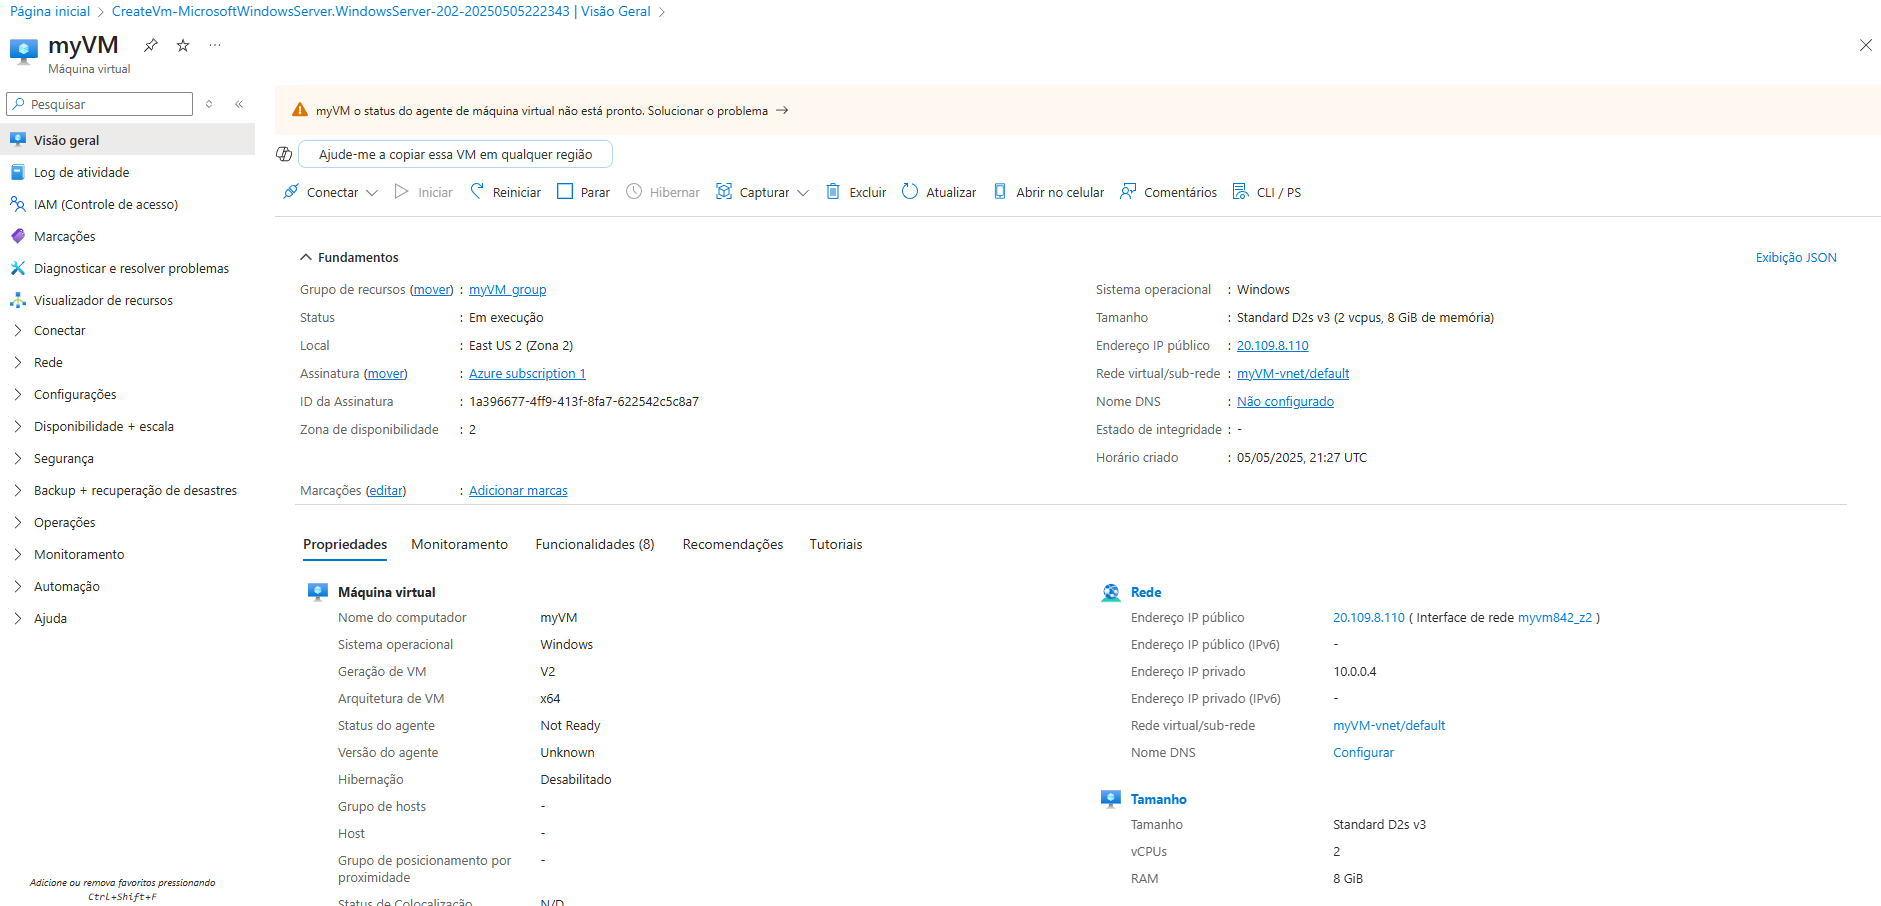 Página inicial > CreateVm-MicrosoftWindowsServer.WindowsServer-202-20250505222343 | Visão Geral >
myVM
Máquina virtual
Pesquisar
Visão geral
Log de atividade
IAM (Controle de acesso)
Marcações
Diagnosticar e resolver problemas
Visualizador de recursos
Conectar
Rede
Configurações
Disponibilidade + escala
Segurança
Backup + recuperação de desastres
Operações
Monitoramento
Automação
Ajuda
Adicione ou remova favoritos pressionando
Ctrl+Shift+F
myVM o status do agente de máquina virtual não está pronto. Solucionar o problema →
Ajude-me a copiar essa VM em qualquer região
Conectar Iniciar Reiniciar Parar Hibernar Capturar Excluir Atualizar Abrir no celular Comentários CLI / PS
Fundamentos
Exibição JSON
Grupo de recursos (mover) : myVM_group
Status : Em execução
Local : East US 2 (Zona 2)
Assinatura (mover) : Azure subscription 1
ID da Assinatura : 1a396677-4ff9-413f-8fa7-622542c5c8a7
Zona de disponibilidade : 2
Sistema operacional : Windows
Tamanho : Standard D2s v3 (2 vcpus, 8 GiB de memória)
Endereço IP público : 20.109.8.110
Rede virtual/sub-rede : myVM-vnet/default
Nome DNS : Não configurado
Estado de integridade : -
Horário criado : 05/05/2025, 21:27 UTC
Marcações (editar) : Adicionar marcas
Propriedades Monitoramento Funcionalidades (8) Recomendações Tutoriais
Máquina virtual
Nome do computador myVM
Sistema operacional Windows
Geração de VM V2
Arquitetura de VM x64
Status do agente Not Ready
Versão do agente Unknown
Hibernação Desabilitado
Grupo de hosts -
Host -
Grupo de posicionamento por proximidade -
Status de Colocalização N/D
Rede
Endereço IP público 20.109.8.110 ( Interface de rede myvm842_z2 )
Endereço IP público (IPv6) -
Endereço IP privado 10.0.0.4
Endereço IP privado (IPv6) -
Rede virtual/sub-rede myVM-vnet/default
Nome DNS Configurar
Tamanho
Tamanho Standard D2s v3
vCPUs 2
RAM 8 GiB